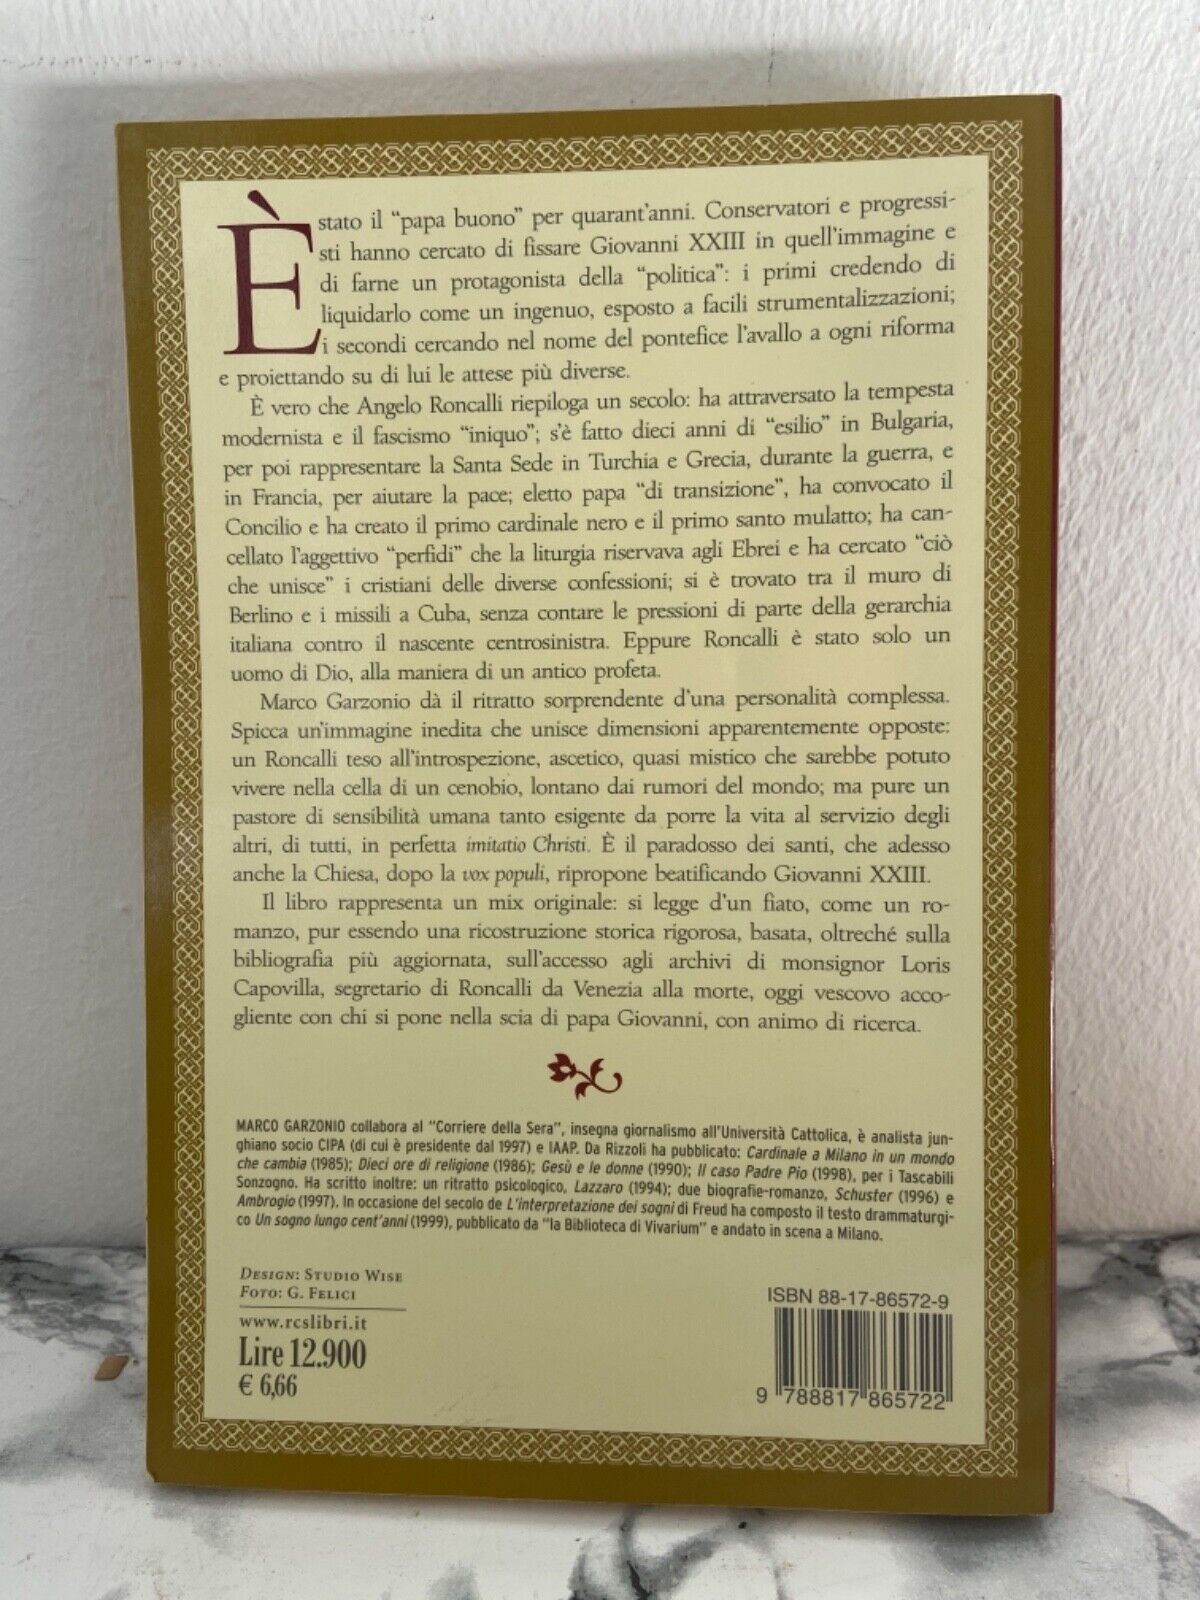 È stato il “papa buono” per quarant’anni. Conservatori e progressi-
sti hanno cercato di fissare Giovanni XXIII in quell’immagine e
di farne un protagonista della “politica”: i primi credendo di
liquidarlo come un ingenuo, esposto a facili strumentalizzazioni;
i secondi cercando nel nome del pontefice l’avallo a ogni riforma
e proiettando su di lui le attese più diverse.
È vero che Angelo Roncalli riepiloga un secolo: ha attraversato la tempesta
modernista e il fascismo “iniquo”; s’è fatto dieci anni di “esilio” in Bulgaria,
per poi rappresentare la Santa Sede in Turchia e Grecia, durante la guerra, e
in Francia, per aiutare la pace; eletto papa “di transizione”, ha convocato il
Concilio e ha creato il primo cardinale nero e il primo santo mulatto; ha can-
cellato l’aggettivo “perfidi” che la liturgia riservava agli Ebrei e ha cercato “ciò
che unisce” i cristiani delle diverse confessioni; si è trovato tra il muro di
Berlino e i missili a Cuba, senza contare le pressioni di parte della gerarchia
italiana contro il nascente centrosinistra. Eppure Roncalli è stato solo un
uomo di Dio, alla maniera di un antico profeta.
Marco Garzonio dà il ritratto sorprendente d’una personalità complessa.
Spicca un’immagine inedita che unisce dimensioni apparentemente opposte:
un Roncalli teso all’introspezione, ascetico, quasi mistico che sarebbe potuto
vivere nella cella di un cenobio, lontano dai rumori del mondo; ma pure un
pastore di sensibilità umana tanto esigente da porre la vita al servizio degli
altri, di tutti, in perfetta imitatio Christi. È il paradosso dei santi, che adesso
anche la Chiesa, dopo la vox populi, ripropone beatificando Giovanni XXIII.
Il libro rappresenta un mix originale: si legge d’un fiato, come un ro-
manzo, pur essendo una ricostruzione storica rigorosa, basata, oltreché sulla
bibliografia più aggiornata, sull’accesso agli archivi di monsignor Loris
Capovilla, segretario di Roncalli da Venezia alla morte, oggi vescovo acco-
gliente con chi si pone nella scia di papa Giovanni, con animo di ricerca.
MARCO GARZONIO collabora al “Corriere della Sera”, insegna giornalismo all’Università Cattolica, è analista jun-
ghiano socio CIPA (di cui è presidente dal 1997) e IAAP. Da Rizzoli ha pubblicato: Cardinale a Milano in un mondo
che cambia (1985); Dieci ore di religione (1986); Gesù e le donne (1990); Il caso Padre Pio (1998), per i Tascabili
Sonzogno. Ha scritto inoltre: un ritratto psicologico, Lazzaro (1994); due biografie-romanzo, Schuster (1996) e
Ambrogio (1997). In occasione del secolo de L’interpretazione dei sogni di Freud ha composto il testo drammaturgi-
co Un sogno lungo cent’anni (1999), pubblicato da “la Biblioteca di Vivarium” e andato in scena a Milano.
DESIGN: STUDIO WISE
FOTO: G. FELICI
www.rcslibri.it
Lire 12.900
€ 6,66
ISBN 88-17-86572-9
9 788817 865722